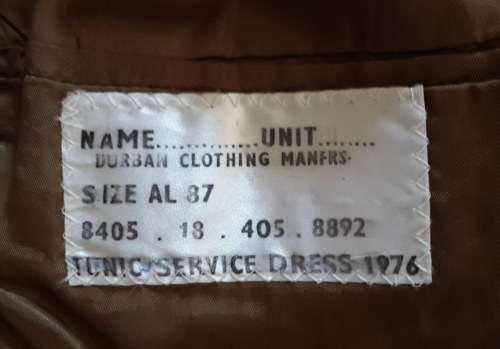 NAME.............UNIT........
DURBAN CLOTHING MANFRS.
SIZE AL 87
8405 . 18 . 405 . 8892
TUNIC SERVICE DRESS 1976